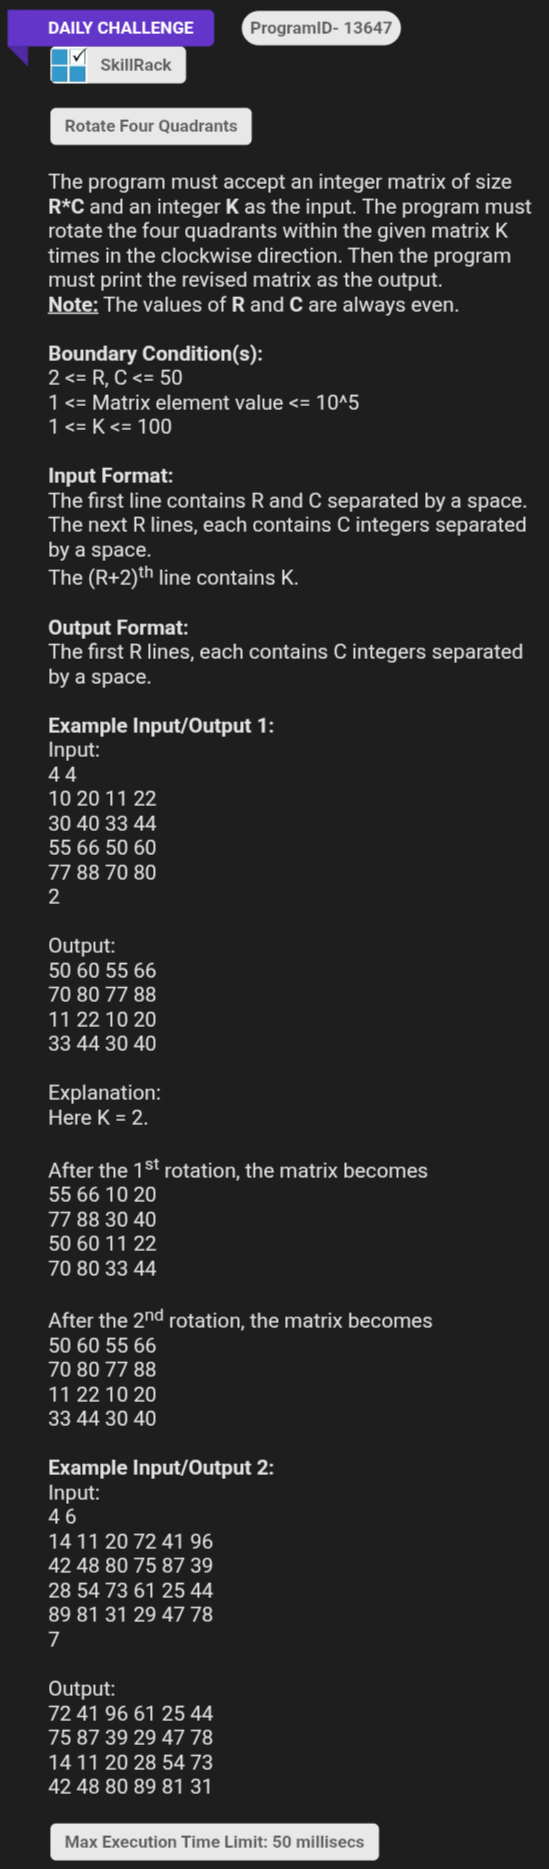 DAILY CHALLENGE
ProgramID- 13647
SkillRack
Rotate Four Quadrants
The program must accept an integer matrix of size
R*C and an integer K as the input. The program must
rotate the four quadrants within the given matrix K
times in the clockwise direction. Then the program
must print the revised matrix as the output.
Note: The values of R and C are always even.
Boundary Condition(s):
2 <= R, C <= 50
1 <= Matrix element value <= 10^5
1 <= K <= 100
Input Format:
The first line contains R and C separated by a space.
The next R lines, each contains C integers separated
by a space.
The (R+2)th line contains K.
Output Format:
The first R lines, each contains C integers separated
by a space.
Example Input/Output 1:
Input:
4 4
10 20 11 22
30 40 33 44
55 66 50 60
77 88 70 80
2
Output:
50 60 55 66
70 80 77 88
11 22 10 20
33 44 30 40
Explanation:
Here K = 2.
After the 1st rotation, the matrix becomes
55 66 10 20
77 88 30 40
50 60 11 22
70 80 33 44
After the 2nd rotation, the matrix becomes
50 60 55 66
70 80 77 88
11 22 10 20
33 44 30 40
Example Input/Output 2:
Input:
4 6
14 11 20 72 41 96
42 48 80 75 87 39
28 54 73 61 25 44
89 81 31 29 47 78
7
Output:
72 41 96 61 25 44
75 87 39 29 47 78
14 11 20 28 54 73
42 48 80 89 81 31
Max Execution Time Limit: 50 millisecs